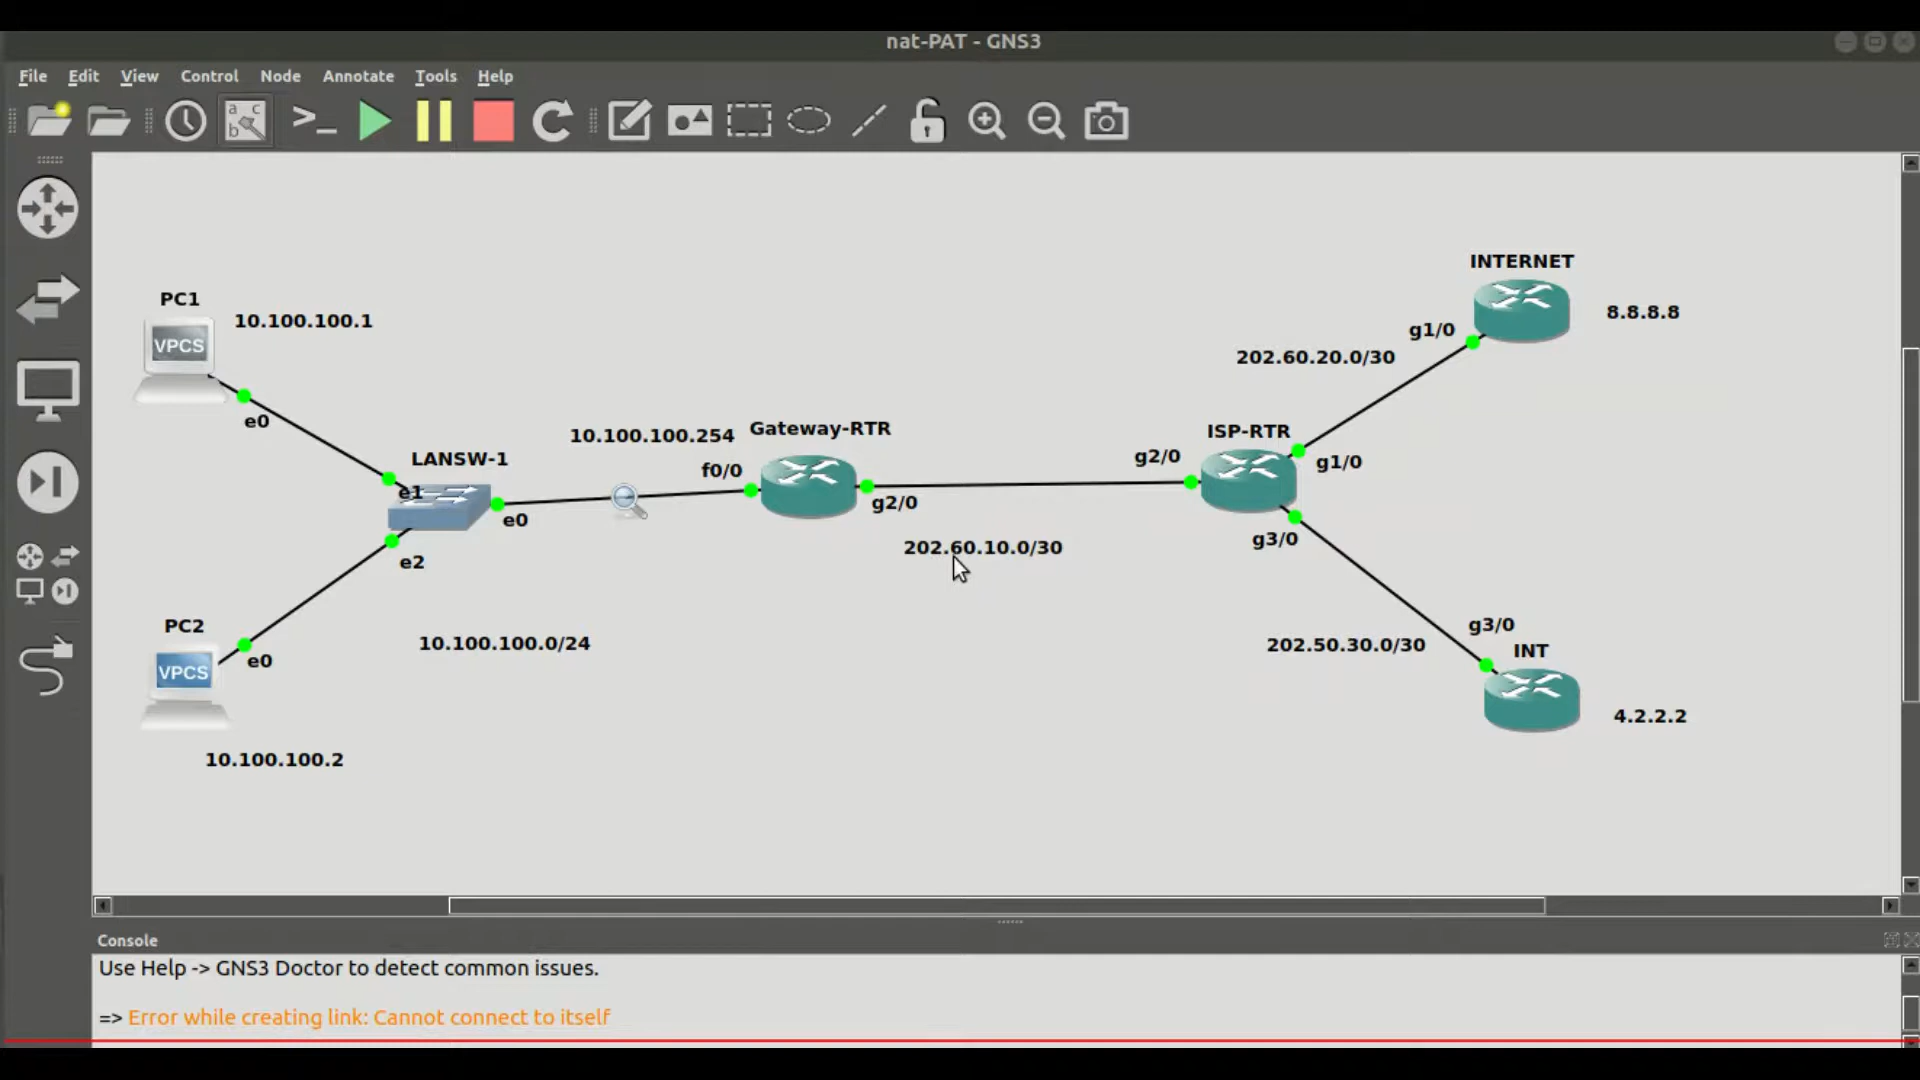 nat-PAT - GNS3
File Edit View Control Node Annotate Tools Help
a c
b
>_
INTERNET
8.8.8.8
g1/0
202.60.20.0/30
PC1
10.100.100.1
VPCS
e0
ISP-RTR
g2/0
g1/0
10.100.100.254
Gateway-RTR
f0/0
g2/0
LANSW-1
e1
e0
e2
202.60.10.0/30
g3/0
PC2
VPCS
e0
10.100.100.0/24
202.50.30.0/30
g3/0
INT
4.2.2.2
10.100.100.2
Console
Use Help -> GNS3 Doctor to detect common issues.
=> Error while creating link: Cannot connect to itself